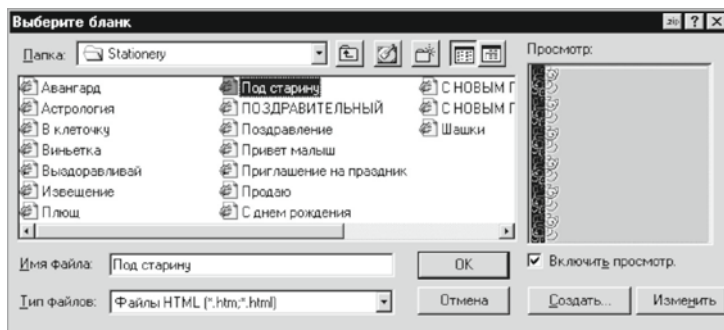 Выберите бланк
Папка: Stationery
Просмотр:
Авангард
Астрология
В клеточку
Виньетка
Выздоравливай
Извещение
Плющ
Под старину
ПОЗДРАВИТЕЛЬНЫЙ
Поздравление
Привет малыш
Приглашение на праздник
Продаю
С днем рождения
С НОВЫМ Г
С НОВЫМ Г
Шашки
Имя файла: Под старину
ОК
Включить просмотр.
Тип файлов: Файлы HTML (*.htm;*.html)
Отмена
Создать...
Изменить